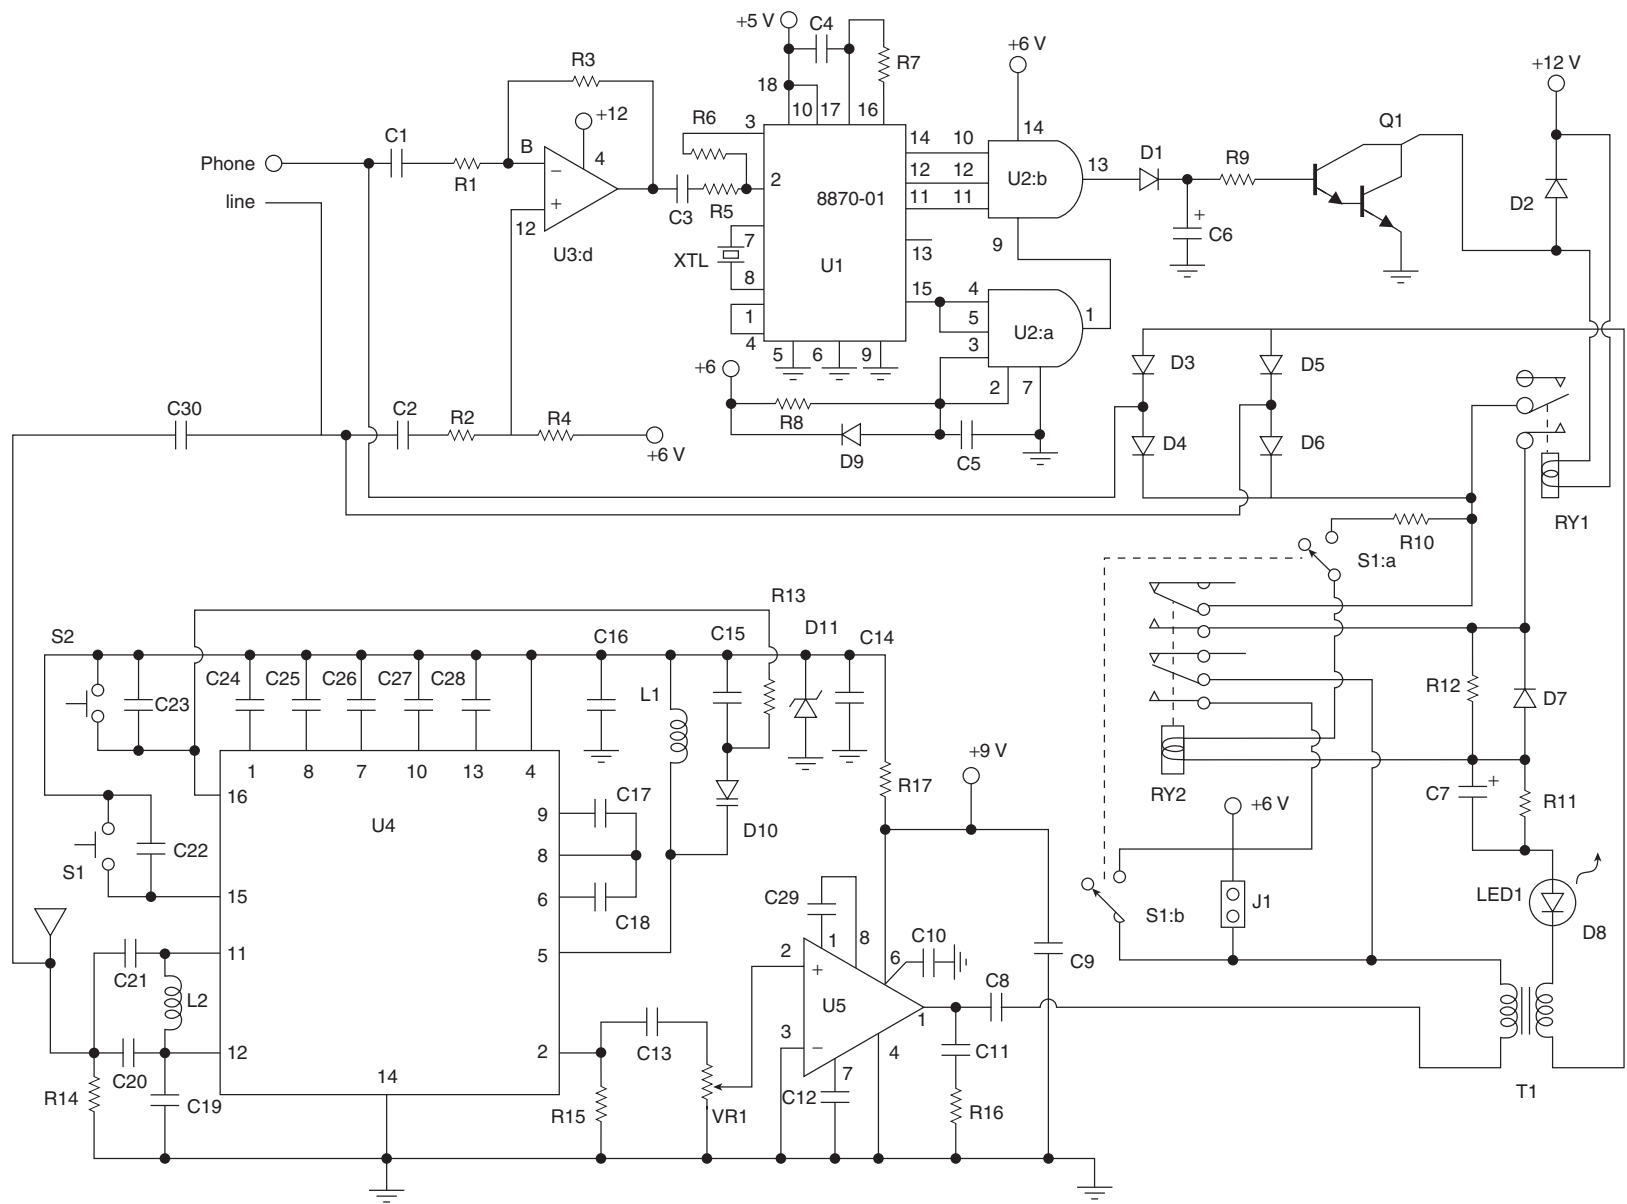 +5 V
C4
+6 V
+12 V
R3
R7
18
10
17
16
+12
R6
3
14
10
14
Q1
C1
B
4
−
Phone
R1
2
12
12
U2:b
13
D1
R9
8870-01
+
line
12
C3
R5
11
11
D2
+
C6
U3:d
7
9
XTL
U1
13
8
15
4
1
5
U2:a
1
4
3
5
6
9
+6
2
7
D3
D5
C30
C2
R2
R4
R8
+6 V
D9
C5
D4
D6
RY1
R10
S1:a
R13
S2
C16
C15
D11
C14
C24
C25
C26
C27
C28
C23
L1
R12
D7
+9 V
1
8
7
10
13
4
R17
RY2
C7
+
R11
16
C17
+6 V
9
U4
D10
C22
8
S1
C29
LED1
15
6
C18
J1
S1:b
D8
1
8
11
5
2
6
C10
C9
C21
+
L2
U5
C8
1
12
2
3
−
4
C11
C13
C20
14
7
R14
C19
R15
VR1
C12
R16
T1